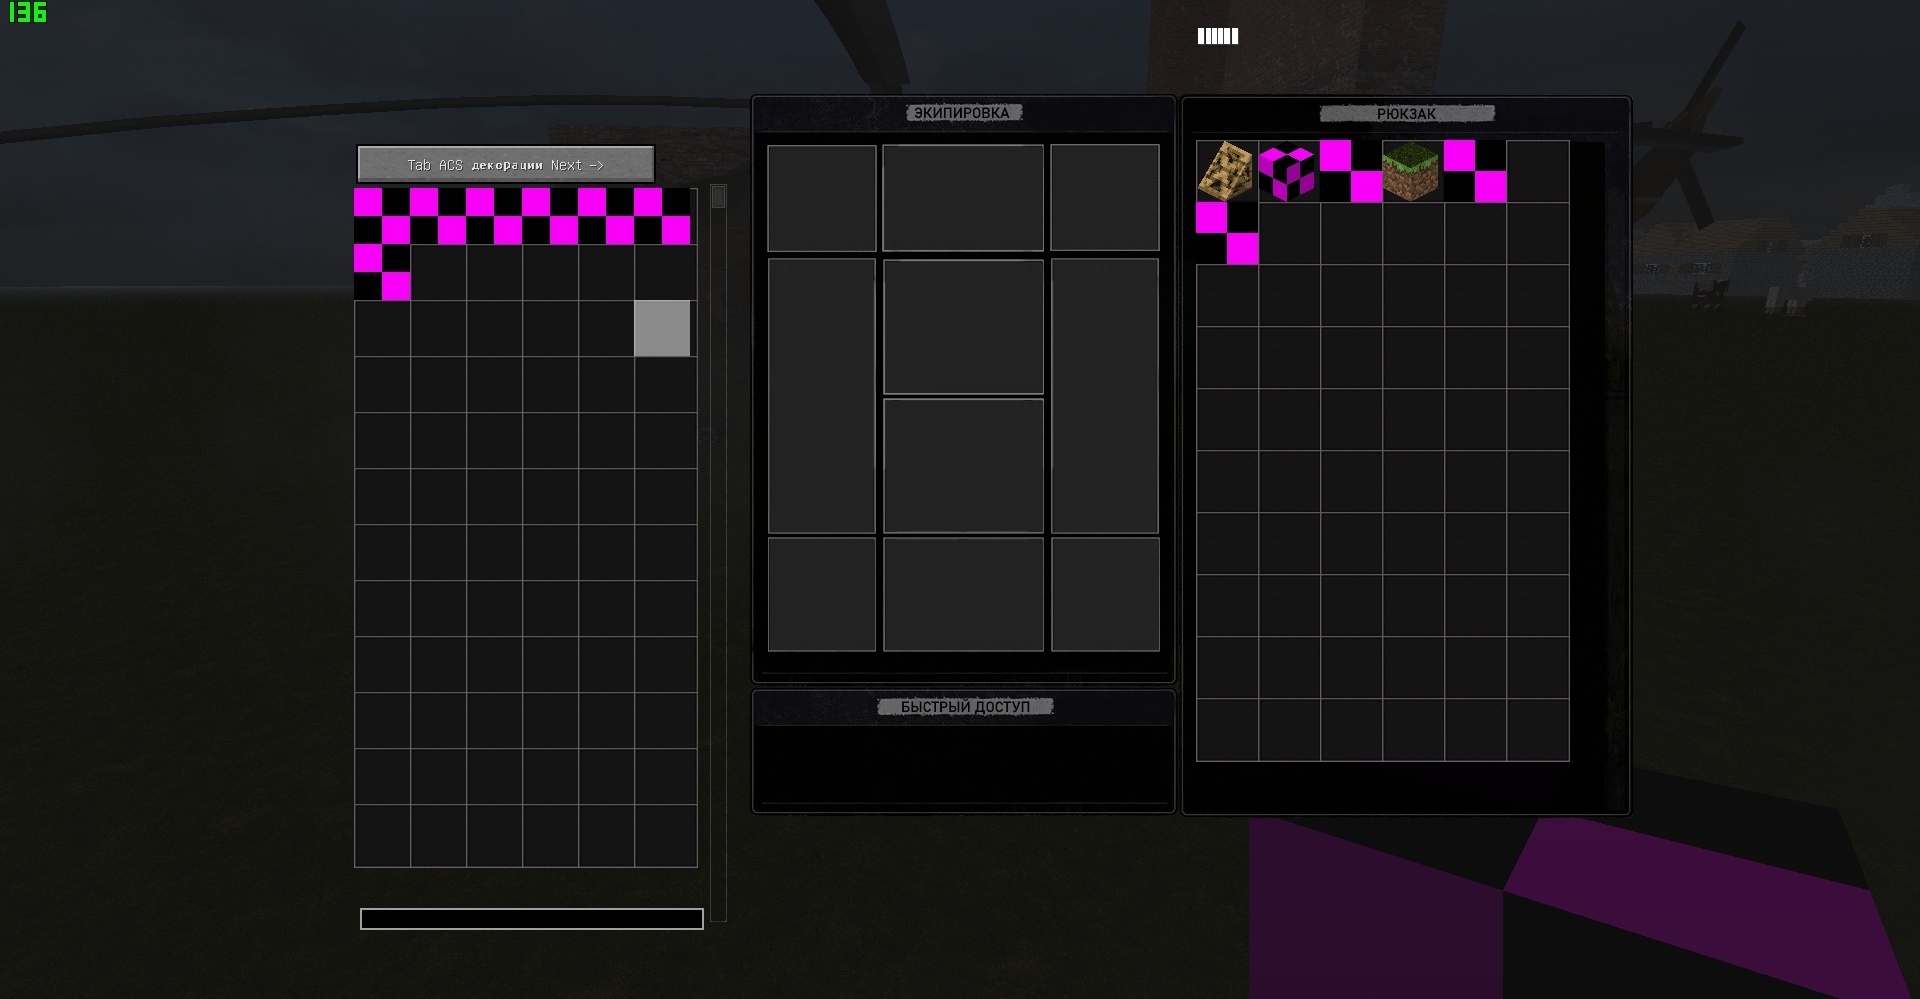 136
ЭКИПИРОВКА
РЮКЗАК
Tab ACS декорации Next ->
БЫСТРЫЙ ДОСТУП